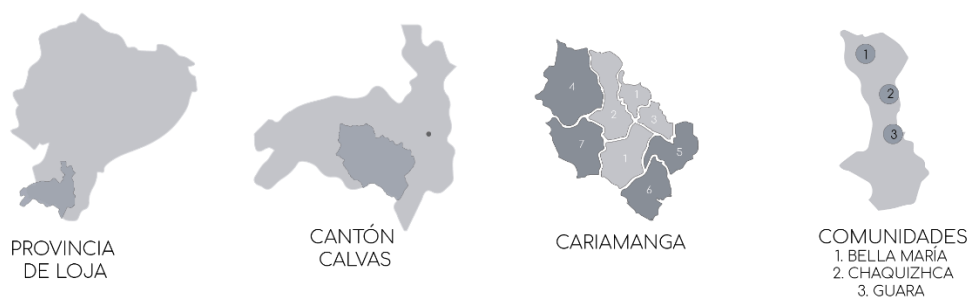 PROVINCIA
DE LOJA
CANTÓN
CALVAS
4
1
2
3
7
1
5
6
CARIAMANGA
1
2
3
COMUNIDADES
1. BELLA MARÍA
2. CHAQUIZHCA
3. GUARA